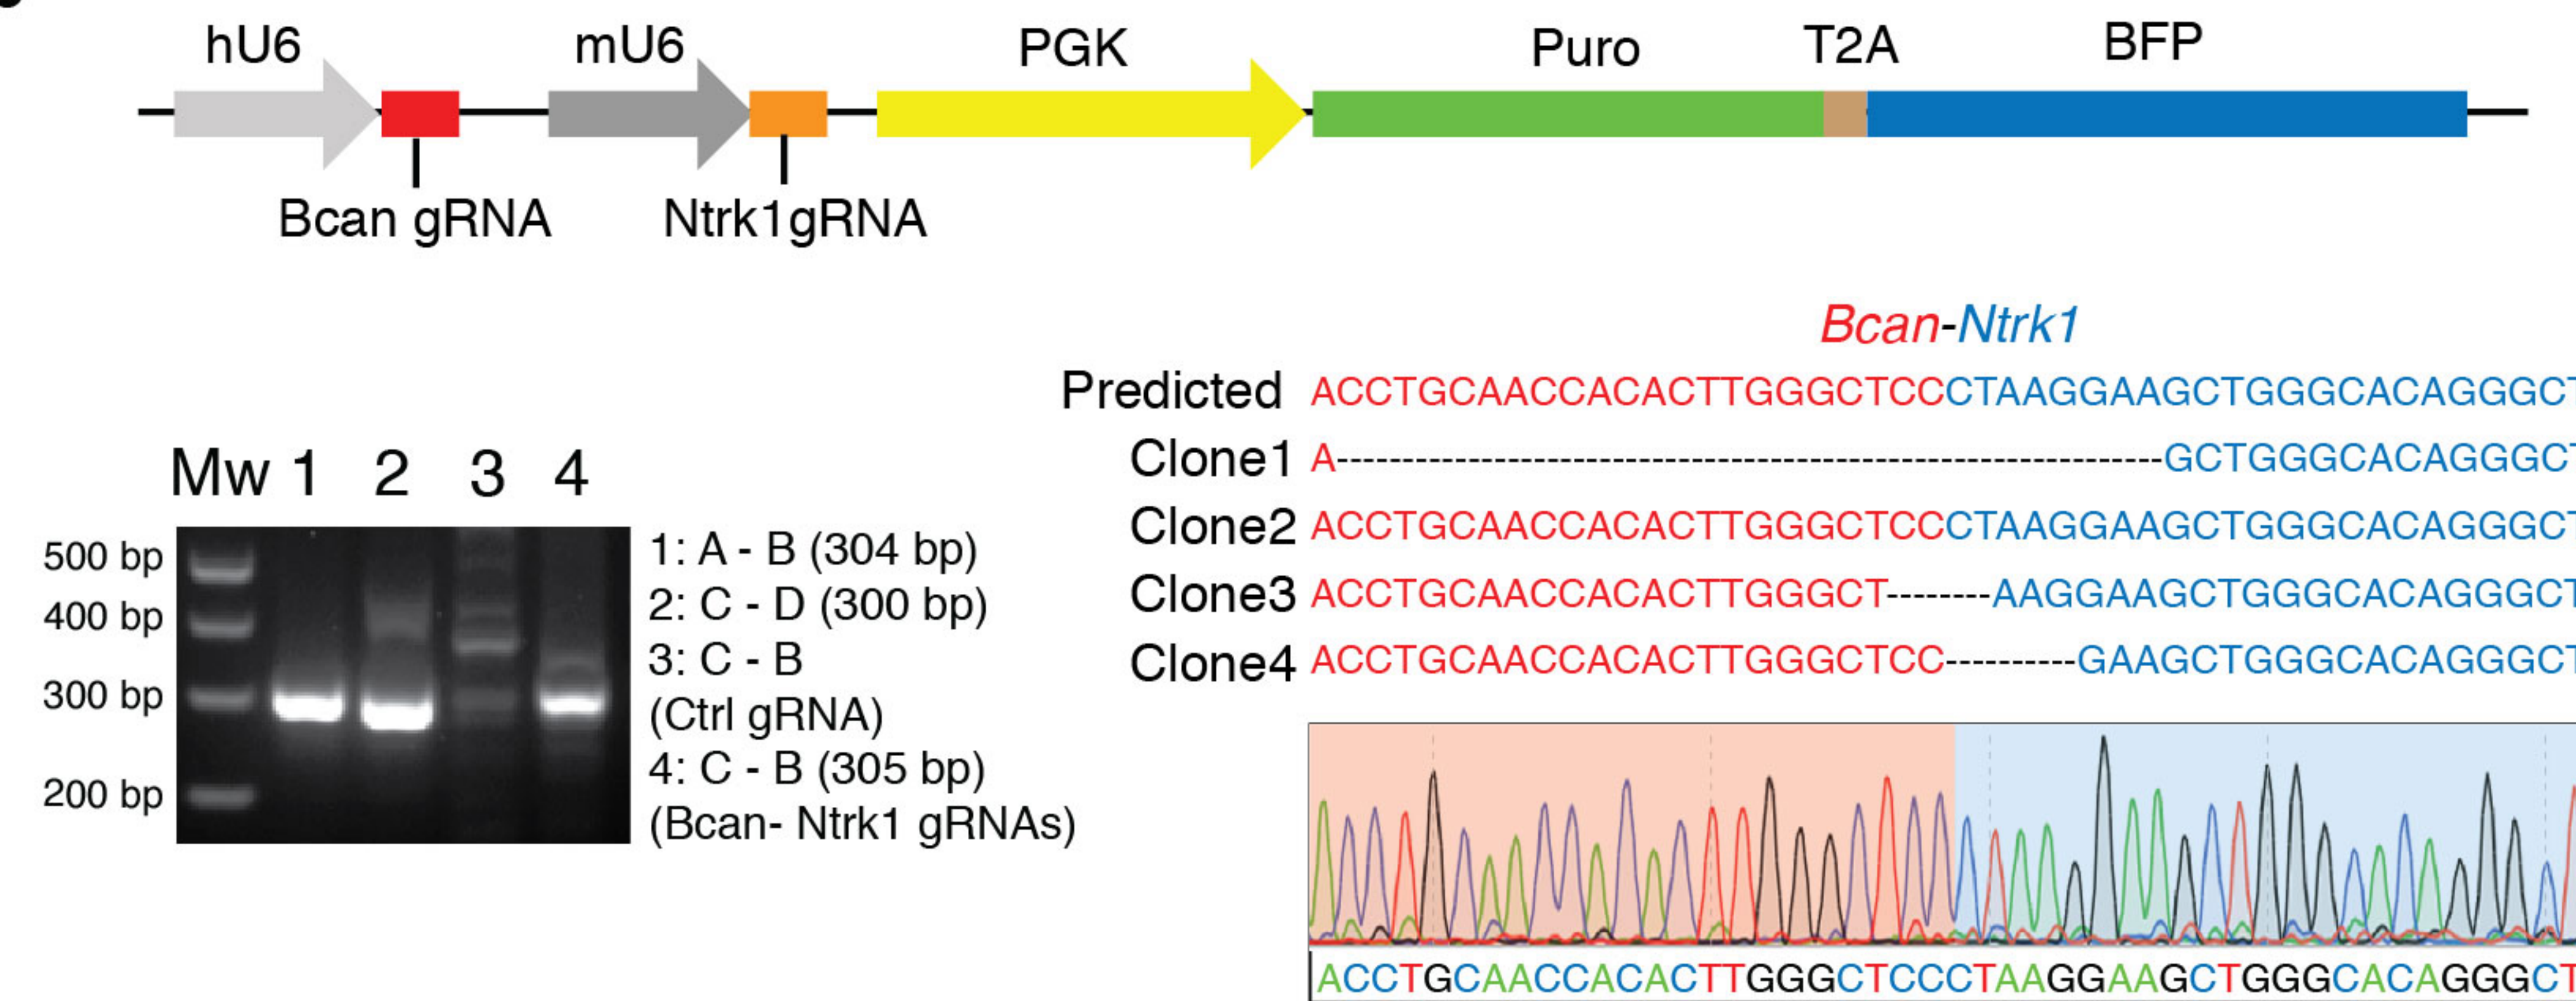 hU6 mU6 PGK Puro T2A BFP
Bcan gRNA Ntrk1gRNA
Bcan-Ntrk1
Predicted ACCTGCAACCACACTTGGGCTCCCTAAGGAAGCTGGGCACAGGGCT
Clone1 A--------------------------------------------------GCTGGGCACAGGGCT
Clone2 ACCTGCAACCACACTTGGGCTCCCTAAGGAAGCTGGGCACAGGGCT
Clone3 ACCTGCAACCACACTTGGGCT--------AAGGAAGCTGGGCACAGGGCT
Clone4 ACCTGCAACCACACTTGGGCTCC----------GAAGCTGGGCACAGGGCT
Mw 1 2 3 4
500 bp
400 bp
300 bp
200 bp
1: A - B (304 bp)
2: C - D (300 bp)
3: C - B
(Ctrl gRNA)
4: C - B (305 bp)
(Bcan- Ntrk1 gRNAs)
ACCTGCAACCACACTTGGGCTCCCTAAGGAAGCTGGGCACAGGGCT